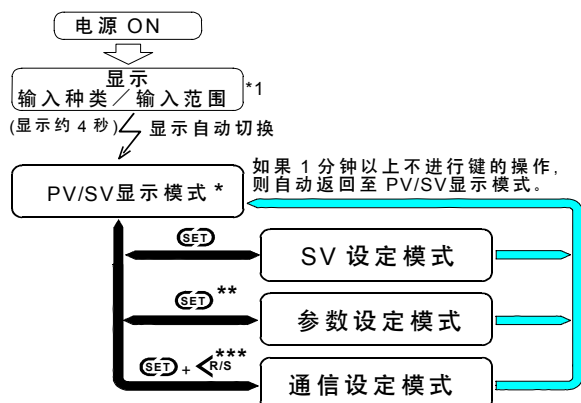 电源 ON
显示
输入种类／输入范围
*1
(显示约 4 秒)
显示自动切换
如果 1 分钟以上不进行键的操作,
则自动返回至 PV/SV显示模式。
PV/SV显示模式 *
SET
SV 设定模式
SET **
参数设定模式
SET + <R/S ***
通信设定模式